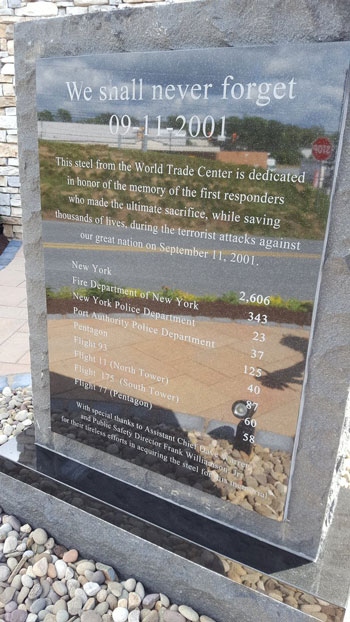 We shall never forget
09-11-2001
This steel from the World Trade Center is dedicated
in honor of the memory of the first responders
who made the ultimate sacrifice, while saving
thousands of lives, during the terrorist attacks against
our great nation on September 11, 2001.
New York 2,606
Fire Department of New York 343
New York Police Department 23
Port Authority Police Department 37
Pentagon 125
Flight 93 40
Flight 11 (North Tower) 87
Flight 175 (South Tower) 60
Flight 77 (Pentagon) 58
With special thanks to Assistant Chief
and Public Safety Director Frank Williamson
for their tireless efforts in acquiring the steel for
STOP